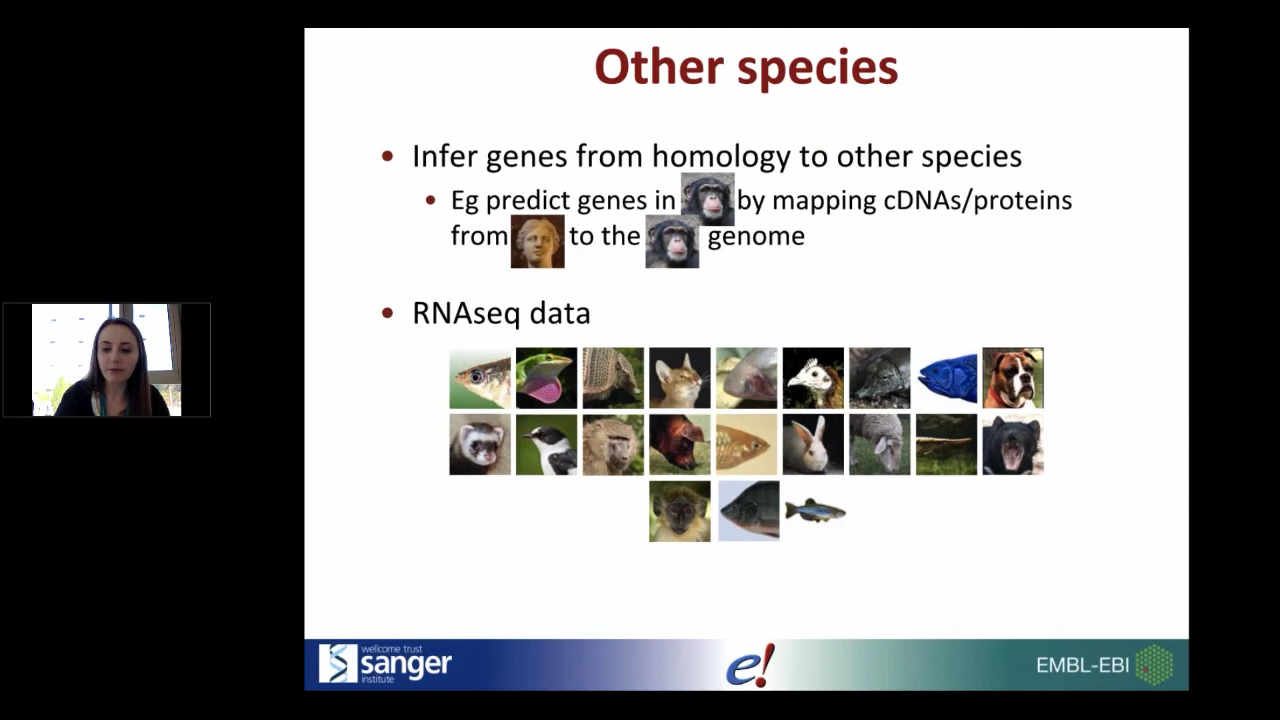 Other species
• Infer genes from homology to other species
• Eg predict genes in by mapping cDNAs/proteins
from to the genome
• RNAseq data
wellcome trust
sanger
institute
e!
EMBL-EBI